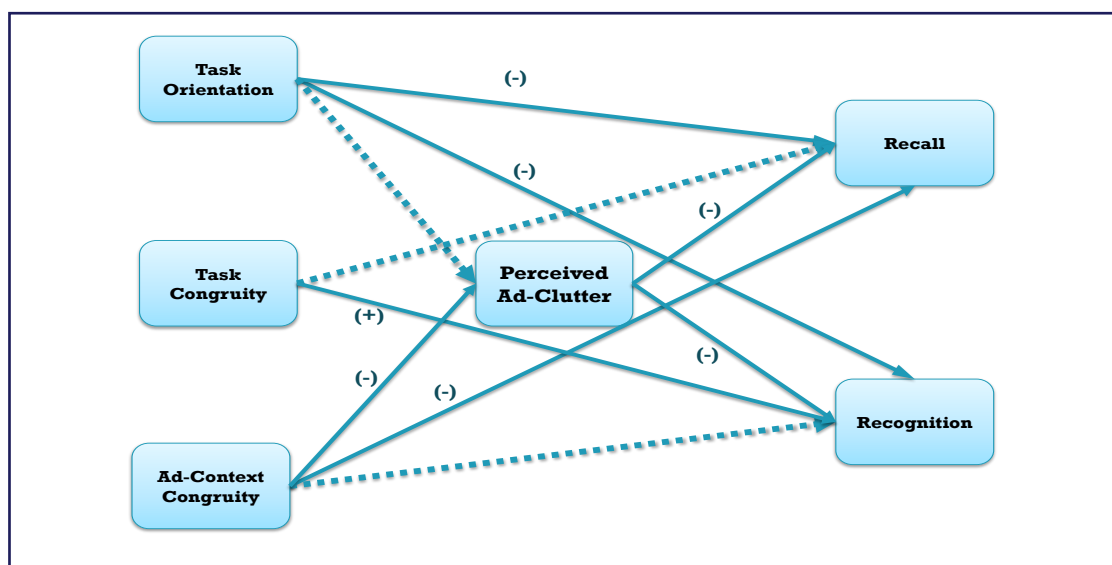 Task
Orientation
(-)
Recall
(-)
(-)
Task
Congruity
Perceived
Ad-Clutter
(+)
(-)
(-)
(-)
Recognition
Ad-Context
Congruity